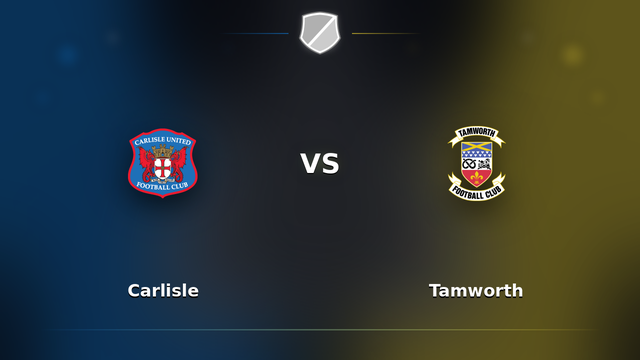 CARLISLE UNITED
FOOTBALL CLUB
VS
TAMWORTH
FOOTBALL CLUB
Carlisle
Tamworth